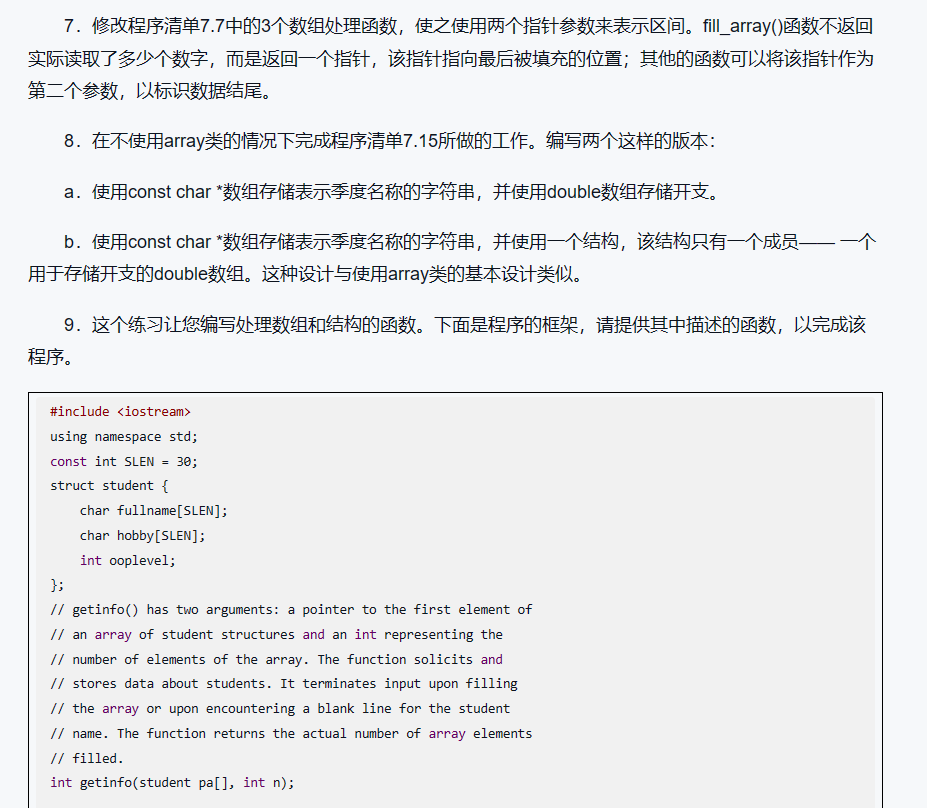 7．修改程序清单7.7中的3个数组处理函数，使之使用两个指针参数来表示区间。fill_array()函数不返回
实际读取了多少个数字，而是返回一个指针，该指针指向最后被填充的位置；其他的函数可以将该指针作为
第二个参数，以标识数据结尾。
8．在不使用array类的情况下完成程序清单7.15所做的工作。编写两个这样的版本：
a．使用const char *数组存储表示季度名称的字符串，并使用double数组存储开支。
b．使用const char *数组存储表示季度名称的字符串，并使用一个结构，该结构只有一个成员—— 一个
用于存储开支的double数组。这种设计与使用array类的基本设计类似。
9．这个练习让您编写处理数组和结构的函数。下面是程序的框架，请提供其中描述的函数，以完成该
程序。
#include <iostream>
using namespace std;
const int SLEN = 30;
struct student {
    char fullname[SLEN];
    char hobby[SLEN];
    int ooplevel;
};
// getinfo() has two arguments: a pointer to the first element of
// an array of student structures and an int representing the
// number of elements of the array. The function solicits and
// stores data about students. It terminates input upon filling
// the array or upon encountering a blank line for the student
// name. The function returns the actual number of array elements
// filled.
int getinfo(student pa[], int n);